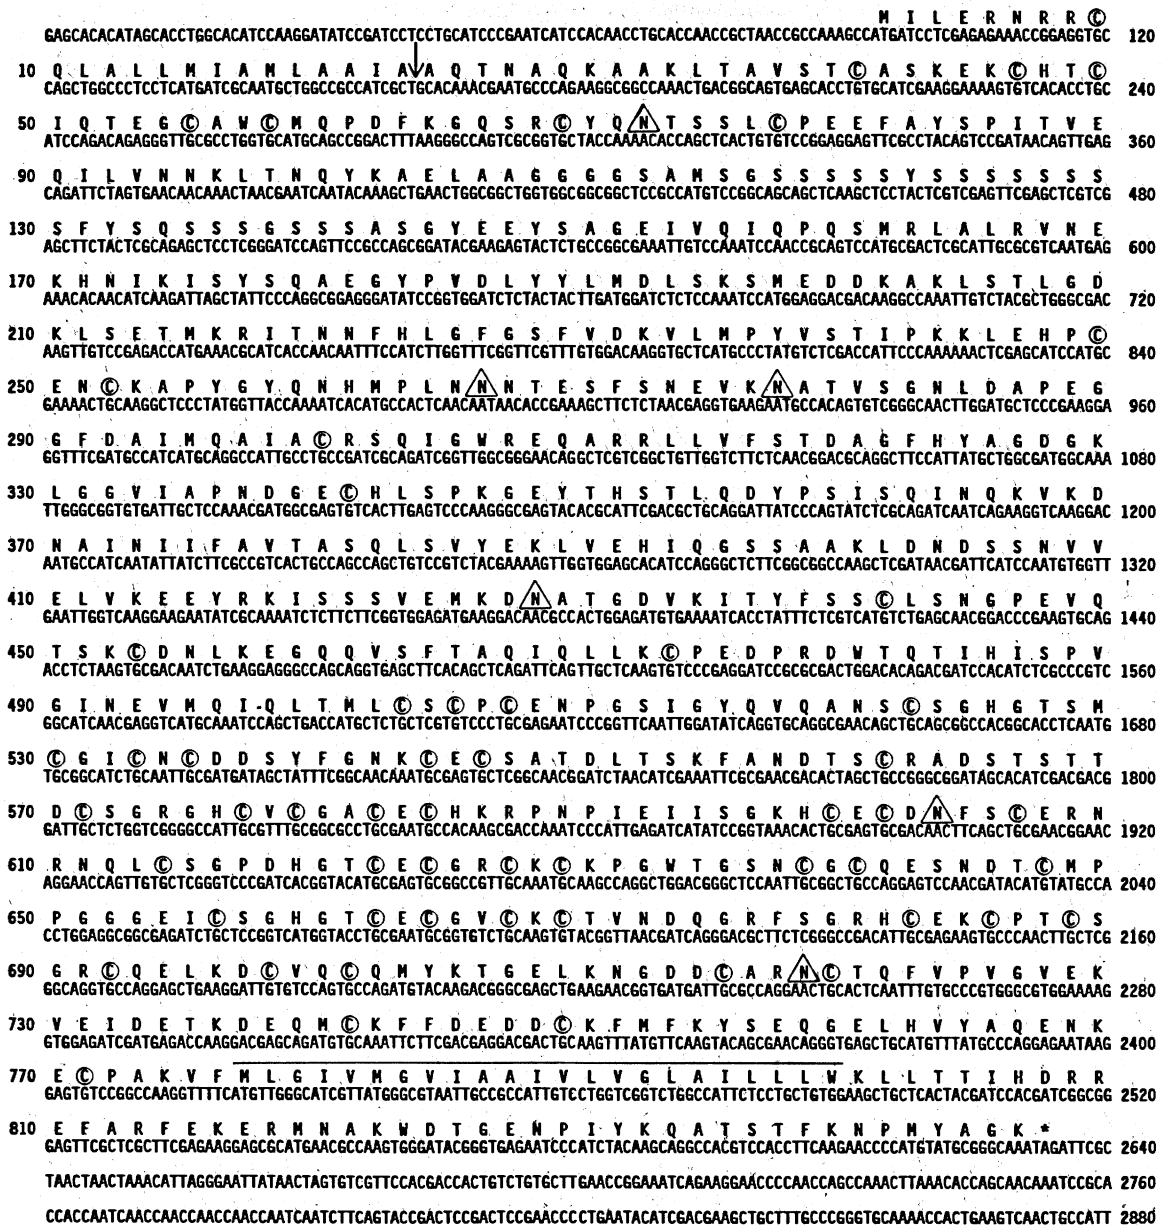 M I L E R N R R C
GAGCACACATAGCACCTGGCACATCCAAGGATATCCGATCCTCCTGCATCCCGAATCATCCACAACCTGCACCAACCGCTAACCGCCAAAGCCATGATCCTCGAGAGAAACCGGAGGTGC 120
10 Q L A L L M I A M L A A I A A Q T N A Q K A A K L T A V S T C A S K E K C H T C
CAGCTGGCCCTCCTCATGATCGCAATGCTGGCCGCCATCGCTGCACAAACGAATGCCCAGAAGGCGGCCAAACTGACGGCAGTGAGCACCTGTGCATCGAAGGAAAAGTGTCACACCTGC 240
50 I Q T E G C A W C M Q P D F K G Q S R C Y Q N T S S L C P E E F A Y S P I T V E
ATCCAGACAGAGGGTTGCGCCTGGTGCATGCAGCCGGACTTTAAGGGCCAGTCGCGGTGCTACCAAAACACCAGCTCACTGTGTCCGGAGGAGTTCGCCTACAGTCCGATAACAGTTGAG 360
90 Q I L V N N K L T N Q Y K A E L A A G G G G S A M S G S S S S S Y S S S S S S S
CAGATTCTAGTGAACAACAAACTAACGAATCAATACAAAGCTGAACTGGCGGCTGGTGGCGGCGGCTCCGCCATGTCCGGCAGCAGCTCAAGCTCCTACTCGTCGAGTTCGAGCTCGTCG 480
130 S F Y S Q S S S G S S S A S G Y E E Y S A G E I V Q I Q P Q S M R L A L R V N E
AGCTTCTACTCGCAGAGCTCCTCGGGATCCAGTTCCGCCAGCGGATACGAAGAGTACTCTGCCGGCGAAATTGTCCAAATCCAACCGCAGTCCATGCGACTCGCATTGCGCGTCAATGAG 600
170 K H N I K I S Y S Q A E G Y P V D L Y Y L M D L S K S M E D D K A K L S T L G D
AAACACAACATCAAGATTAGCTATTCCCAGGCGGAGGGATATCCGGTGGATCTCTACTACTTGATGGATCTCTCCAAATCCATGGAGGACGACAAGGCCAAATTGTCTACGCTGGGCGAC 720
210 K L S E T M K R I T N N F H L G F G S F V D K V L M P Y V S T I P K K L E H P C
AAGTTGTCCGAGACCATGAAACGCATCACCAACAATTTCCATCTTGGTTTCGGTTCGTTTGTGGACAAGGTGCTCATGCCCTATGTCTCGACCATTCCCAAAAAACTCGAGCATCCATGC 840
250 E N C K A P Y G Y Q N H M P L N N N T E S F S N E V K N A T V S G N L D A P E G
GAAAACTGCAAGGCTCCCTATGGTTACCAAAATCACATGCCACTCAACAATAACACCGAAAGCTTCTCTAACGAGGTGAAGAATGCCACAGTGTCGGGCAACTTGGATGCTCCCGAAGGA 960
290 G F D A I M Q A I A C R S Q I G W R E Q A R R L L V F S T D A G F H Y A G D G K
GGTTTCGATGCCATCATGCAGGCCATTGCCTGCCGATCGCAGATCGGTTGGCGGGAACAGGCTCGTCGGCTGTTGGTCTTCTCAACGGACGCAGGCTTCCATTATGCTGGCGATGGCAAA 1080
330 L G G V I A P N D G E C H L S P K G E Y T H S T L Q D Y P S I S Q I N Q K V K D
TTGGGCGGTGTGATTGCTCCAAACGATGGCGAGTGTCACTTGAGTCCCAAGGGCGAGTACACGCATTCGACGCTGCAGGATTATCCCAGTATCTCGCAGATCAATCAGAAGGTCAAGGAC 1200
370 N A I N I I F A V T A S Q L S V Y E K L V E H I Q G S S A A K L D N D S S N V V
AATGCCATCAATATTATCTTCGCCGTCACTGCCAGCCAGCTGTCCGTCTACGAAAAGTTGGTGGAGCACATCCAGGGCTCTTCGGCGGCCAAGCTCGATAACGATTCATCCAATGTGGTT 1320
410 E L V K E E Y R K I S S S V E M K D N A T G D V K I T Y F S S C L S N G P E V Q
GAATTGGTCAAGGAAGAATATCGCAAAATCTCTTCTTCGGTGGAGATGAAGGACAACGCCACTGGAGATGTGAAAATCACCTATTTCTCGTCATGTCTGAGCAACGGACCCGAAGTGCAG 1440
450 T S K C D N L K E G Q Q V S F T A Q I Q L L K C P E D P R D W T Q T I H I S P V
ACCTCTAAGTGCGACAATCTGAAGGAGGGCCAGCAGGTGAGCTTCACAGCTCAGATTCAGTTGCTCAAGTGTCCCGAGGATCCGCGCGACTGGACACAGACGATCCACATCTCGCCCGTC 1560
490 G I N E V M Q I Q L T M L C S C P C E N P G S I G Y Q V Q A N S C S G H G T S M
GGCATCAACGAGGTCATGCAAATCCAGCTGACCATGCTCTGCTCGTGTCCCTGCGAGAATCCCGGTTCAATTGGATATCAGGTGCAGGCGAACAGCTGCAGCGGCCACGGCACCTCAATG 1680
530 C G I C N C D D S Y F G N K C E C S A T D L T S K F A N D T S C R A D S T S T T
TGCGGCATCTGCAATTGCGATGATAGCTATTTCGGCAACAAATGCGAGTGCTCGGCAACGGATCTAACATCGAAATTCGCGAACGACACTAGCTGCCGGGCGGATAGCACATCGACGACG 1800
570 D C S G R G H C V C G A C E C H K R P N P I E I I S G K H C E C D N F S C E R N
GATTGCTCTGGTCGGGGCCATTGCGTTTGCGGCGCCTGCGAATGCCACAAGCGACCAAATCCCATTGAGATCATATCCGGTAAACACTGCGAGTGCGACAACTTCAGCTGCGAACGGAAC 1920
610 R N Q L C S G P D H G T C E C G R C K C K P G W T G S N C G C Q E S N D T C M P
AGGAACCAGTTGTGCTCGGGTCCCGATCACGGTACATGCGAGTGCGGCCGTTGCAAATGCAAGCCAGGCTGGACGGGCTCCAATTGCGGCTGCCAGGAGTCCAACGATACATGTATGCCA 2040
650 P G G G E I C S G H G T C E C G V C K C T V N D Q G R F S G R H C E K C P T C S
CCTGGAGGCGGCGAGATCTGCTCCGGTCATGGTACCTGCGAATGCGGTGTCTGCAAGTGTACGGTTAACGATCAGGGACGCTTCTCGGGCCGACATTGCGAGAAGTGCCCAACTTGCTCG 2160
690 G R C Q E L K D C V Q C Q M Y K T G E L K N G D D C A R N C T Q F V P V G V E K
GGCAGGTGCCAGGAGCTGAAGGATTGTGTCCAGTGCCAGATGTACAAGACGGGCGAGCTGAAGAACGGTGATGATTGCGCCAGGAACTGCACTCAATTTGTGCCCGTGGGCGTGGAAAAG 2280
730 V E I D E T K D E Q M C K F F D E D D C K F M F K Y S E Q G E L H V Y A Q E N K
GTGGAGATCGATGAGACCAAGGACGAGCAGATGTGCAAATTCTTCGACGAGGACGACTGCAAGTTTATGTTCAAGTACAGCGAACAGGGTGAGCTGCATGTTTATGCCCAGGAGAATAAG 2400
770 E C P A K V F M L G I V M G V I A A I V L V G L A I L L L W K L L T T I H D R R
GAGTGTCCGGCCAAGGTTTTCATGTTGGGCATCGTTATGGGCGTAATTGCCGCCATTGTCCTGGTCGGTCTGGCCATTCTCCTGCTGTGGAAGCTGCTCACTACGATCCACGATCGGCGG 2520
810 E F A R F E K E R M N A K W D T G E N P I Y K Q A T S T F K N P M Y A G K *
GAGTTCGCTCGCTTCGAGAAGGAGCGCATGAACGCCAAGTGGGATACGGGTGAGAATCCCATCTACAAGCAGGCCACGTCCACCTTCAAGAACCCCATGTATGCGGGCAAATAGATTCGC 2640
TAACTAACTAAACATTAGGGAATTATAACTAGTGTCGTTCCACGACCACTGTCTGTGCTTGAACCGGAAATCAGAAGGAACCCCAACCAGCCAAACTTAAACACCAGCAACAAATCCGCA 2760
CCACCAATCAACCAACCAACCAACCAATCAATCTTCAGTACCGACTCCGACTCCGAACCCCTGAATACATCGACGAAGCTGCTTTGCCCGGGTGCAAAACCACTGAAGTCAACTGCCATT 2880